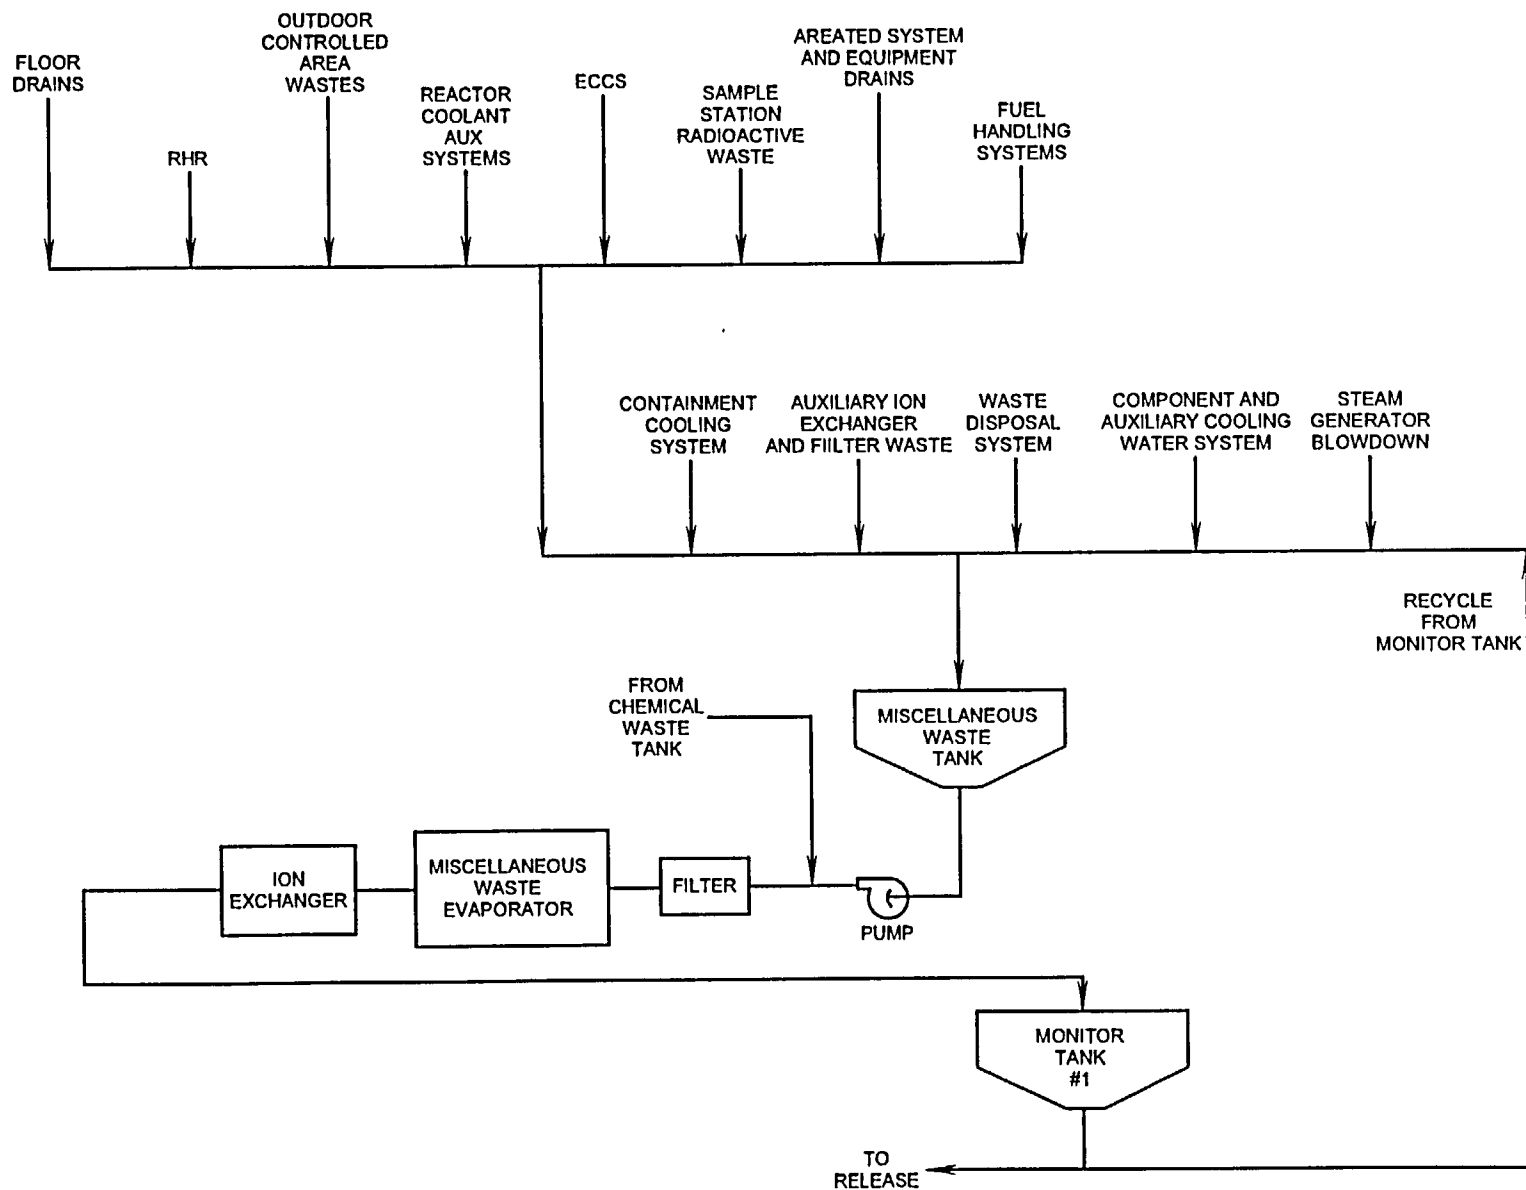 FLOOR
DRAINS
RHR
OUTDOOR
CONTROLLED
AREA
WASTES
REACTOR
COOLANT
AUX
SYSTEMS
ECCS
SAMPLE
STATION
RADIOACTIVE
WASTE
AREATED SYSTEM
AND EQUIPMENT
DRAINS
FUEL
HANDLING
SYSTEMS
CONTAINMENT
COOLING
SYSTEM
AUXILIARY ION
EXCHANGER
AND FIILTER WASTE
WASTE
DISPOSAL
SYSTEM
COMPONENT AND
AUXILIARY COOLING
WATER SYSTEM
STEAM
GENERATOR
BLOWDOWN
RECYCLE
FROM
MONITOR TANK
FROM
CHEMICAL
WASTE
TANK
MISCELLANEOUS
WASTE
TANK
ION
EXCHANGER
MISCELLANEOUS
WASTE
EVAPORATOR
FILTER
PUMP
MONITOR
TANK
#1
TO
RELEASE